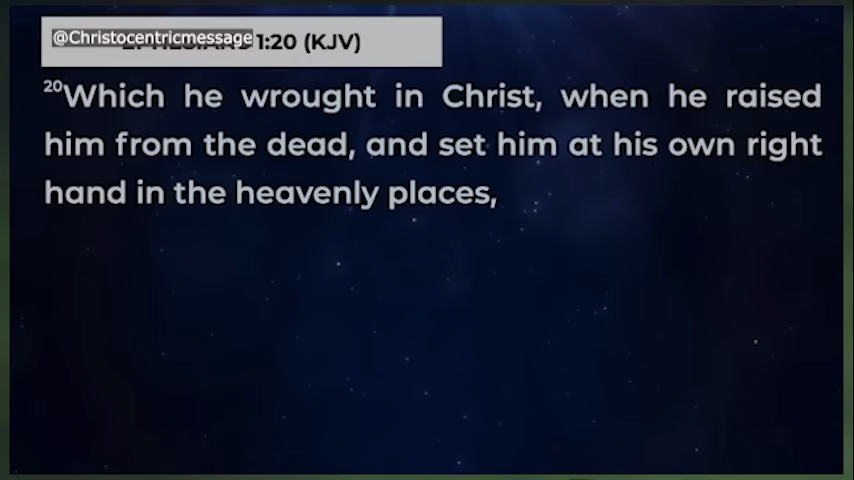 @Christocentricmessage
1:20 (KJV)
20Which he wrought in Christ, when he raised
him from the dead, and set him at his own right
hand in the heavenly places,